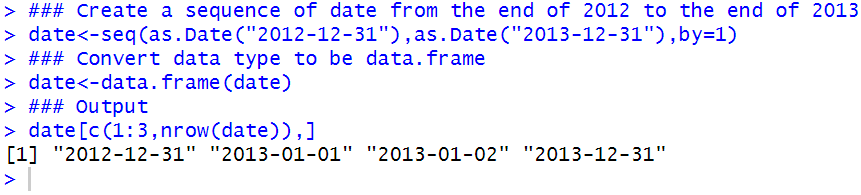 > ### Create a sequence of date from the end of 2012 to the end of 2013
> date<-seq(as.Date("2012-12-31"),as.Date("2013-12-31"),by=1)
> ### Convert data type to be data.frame
> date<-data.frame(date)
> ### Output
> date[c(1:3,nrow(date)),]
[1] "2012-12-31" "2013-01-01" "2013-01-02" "2013-12-31"
>